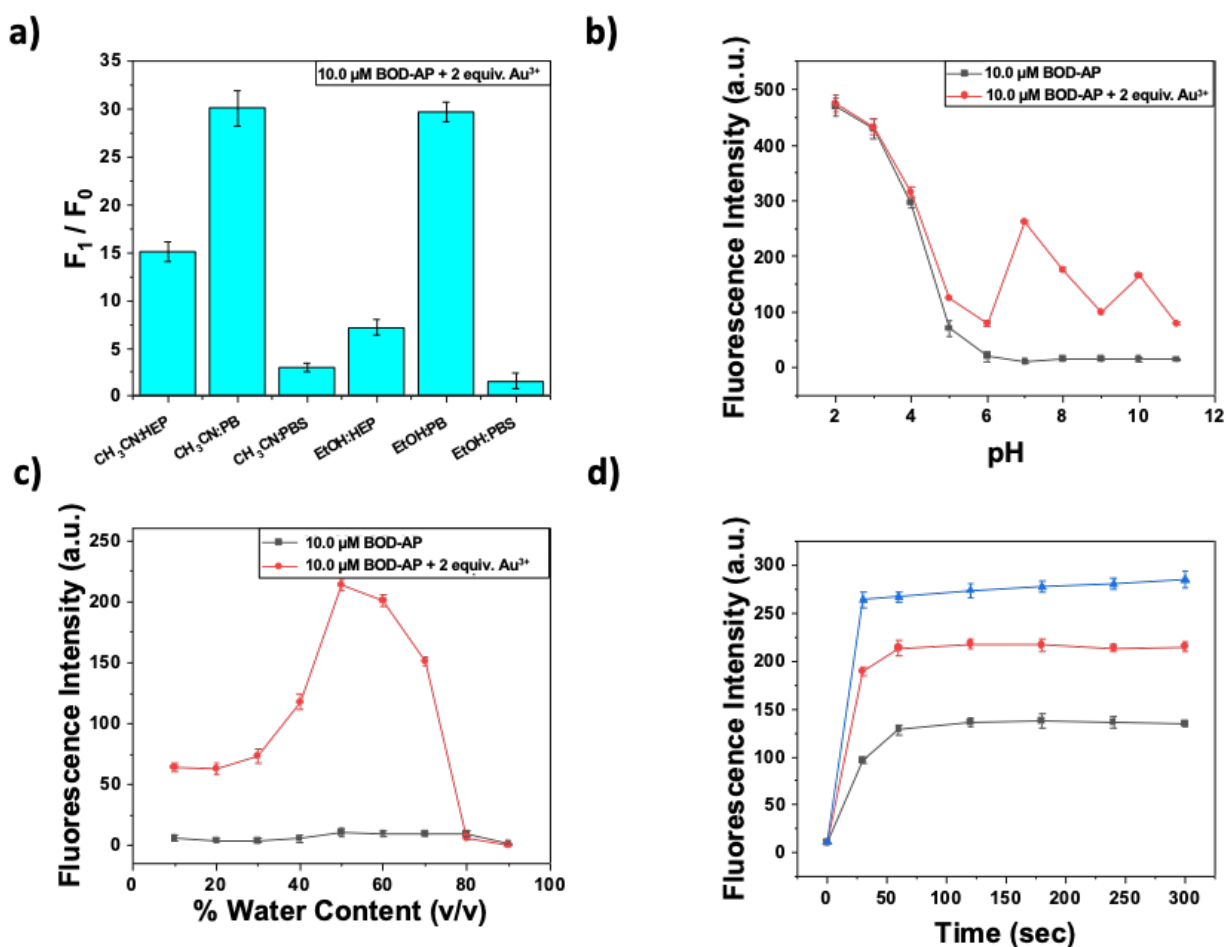 a)
10.0 µM BOD-AP + 2 equiv. Au³⁺
35
30
25
20
15
10
5
0
F₁ / F₀
CH₃CN:HEP
CH₃CN:PB
CH₃CN:PBS
EtOH:HEP
EtOH:PB
EtOH:PBS
b)
10.0 µM BOD-AP
10.0 µM BOD-AP + 2 equiv. Au³⁺
500
400
300
200
100
0
Fluorescence Intensity (a.u.)
2 4 6 8 10 12
pH
c)
10.0 µM BOD-AP
10.0 µM BOD-AP + 2 equiv. Au³⁺
250
200
150
100
50
0
Fluorescence Intensity (a.u.)
0 20 40 60 80 100
% Water Content (v/v)
d)
300
250
200
150
100
50
0
Fluorescence Intensity (a.u.)
0 50 100 150 200 250 300
Time (sec)